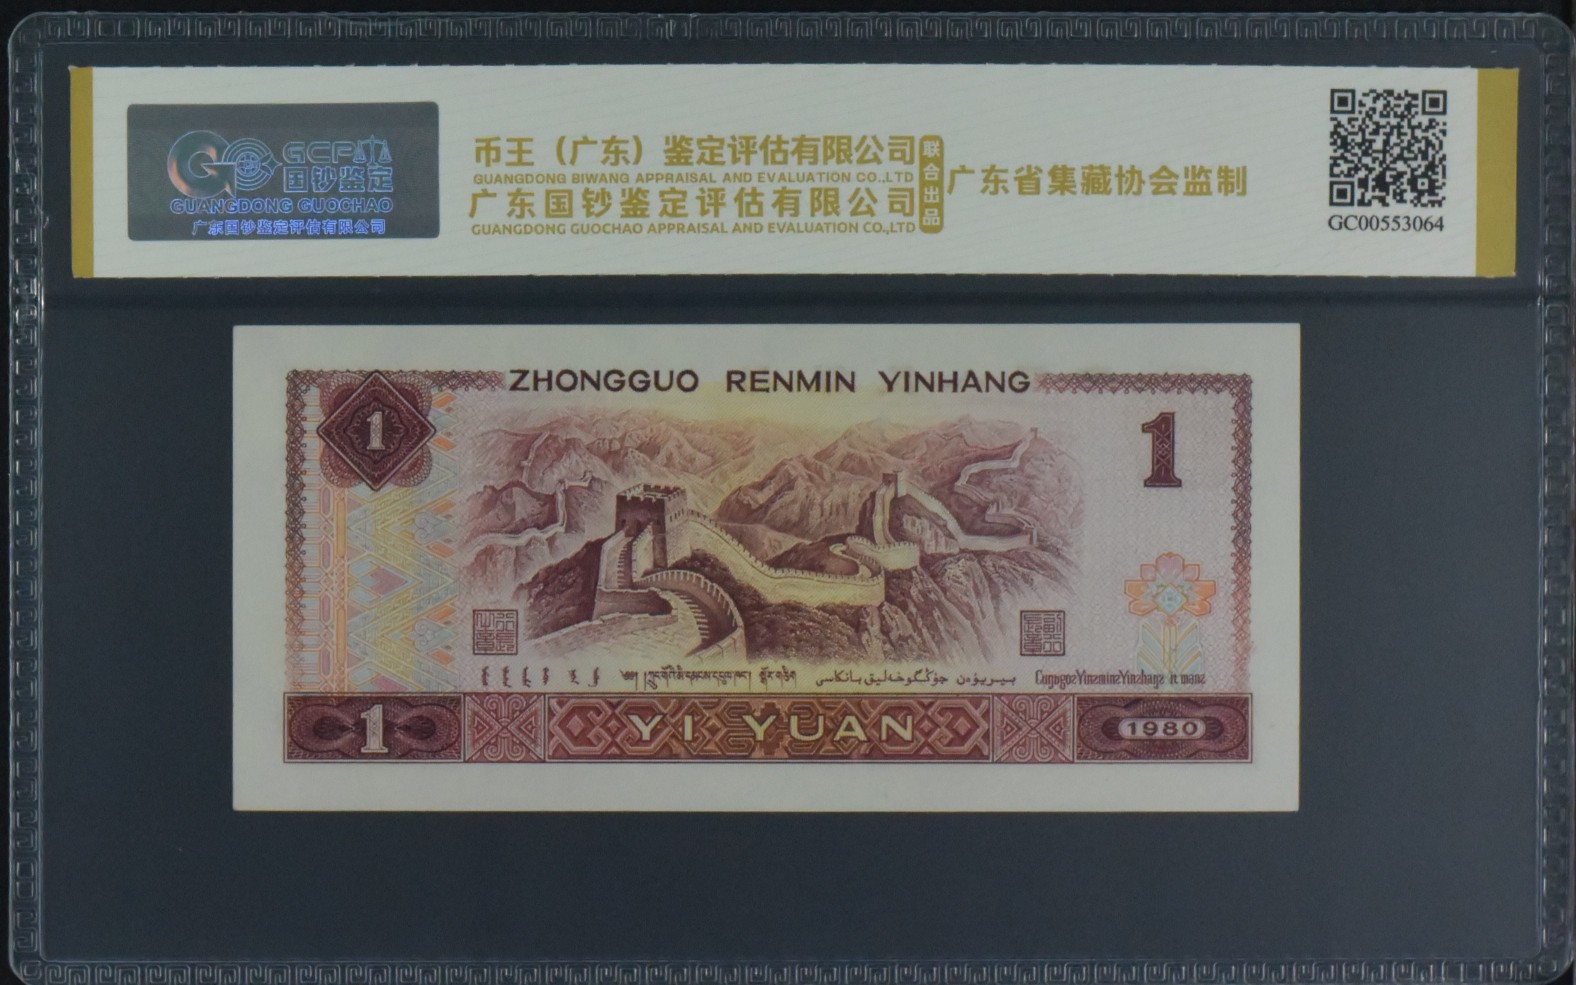 GCF
国钞鉴定
GUANGDONG GUOCHAO
广东国钞鉴定评估有限公司
币王（广东）鉴定评估有限公司
GUANGDONG BIWANG APPRAISAL AND EVALUATION CO.,LTD
广东国钞鉴定评估有限公司
GUANGDONG GUOCHAO APPRAISAL AND EVALUATION CO.,LTD
联合出品
广东省集藏协会监制
GC00553064
ZHONGGUO RENMIN YINHANG
1
1
1 YI YUAN 1980